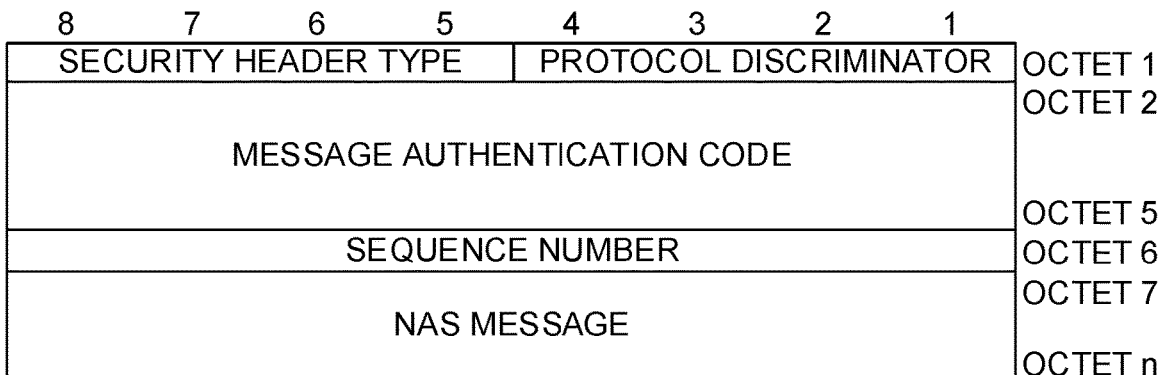 8 7 6 5 4 3 2 1
SECURITY HEADER TYPE PROTOCOL DISCRIMINATOR OCTET 1
OCTET 2
MESSAGE AUTHENTICATION CODE
OCTET 5
SEQUENCE NUMBER OCTET 6
OCTET 7
NAS MESSAGE
OCTET n